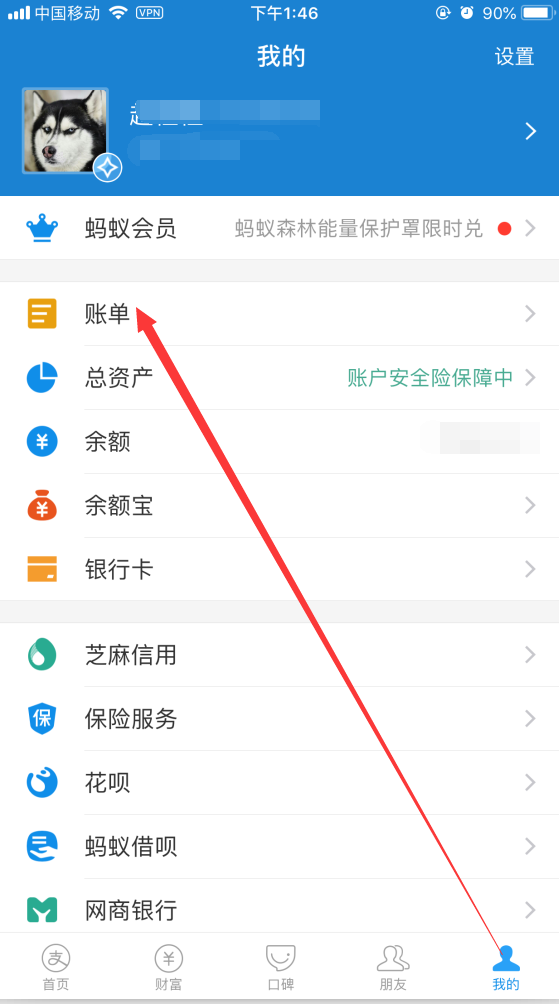 中国移动 VPN 下午1:46 90%
我的 设置
蚂蚁会员 蚂蚁森林能量保护罩限时兑
账单
总资产 账户安全险保障中
余额
余额宝
银行卡
芝麻信用
保 保险服务
花呗
蚂蚁借呗
网商银行
支 ¥
首页 财富 口碑 朋友 我的